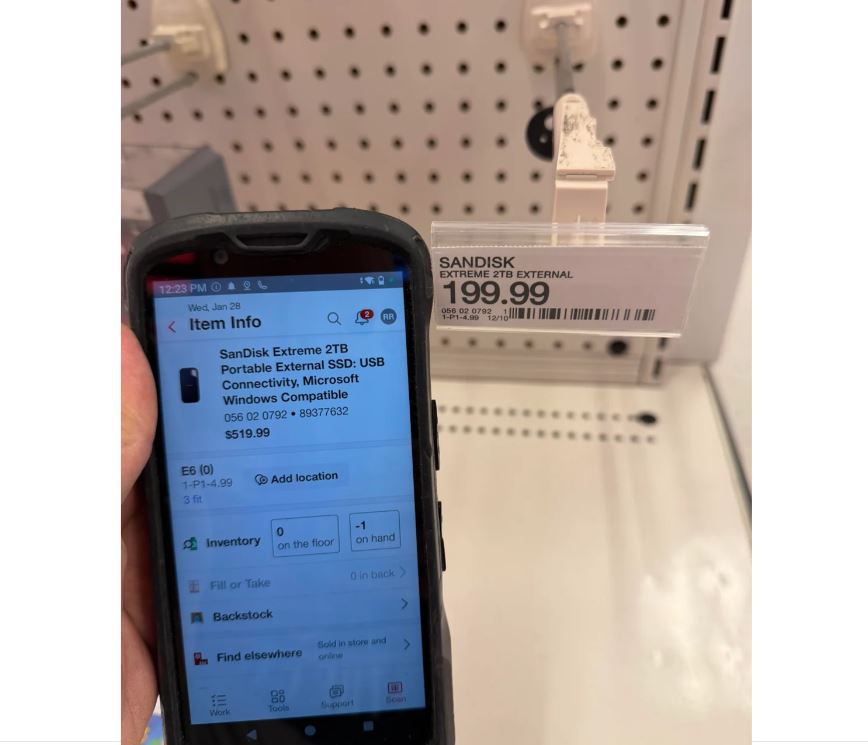 12:23 PM
Wed, Jan 28
Item Info
2
RR
SanDisk Extreme 2TB
Portable External SSD: USB
Connectivity, Microsoft
Windows Compatible
056 02 0792 • 89377632
$519.99
E6 (0)
1-P1-4.99
3 fit
Add location
Inventory
0
on the floor
-1
on hand
Fill or Take
0 in back
Backstock
Find elsewhere
Sold in store and
online
Work
Tools
Support
Scan
SANDISK
EXTREME 2TB EXTERNAL
199.99
056 02 0792 1
1-P1-4.99 12/10